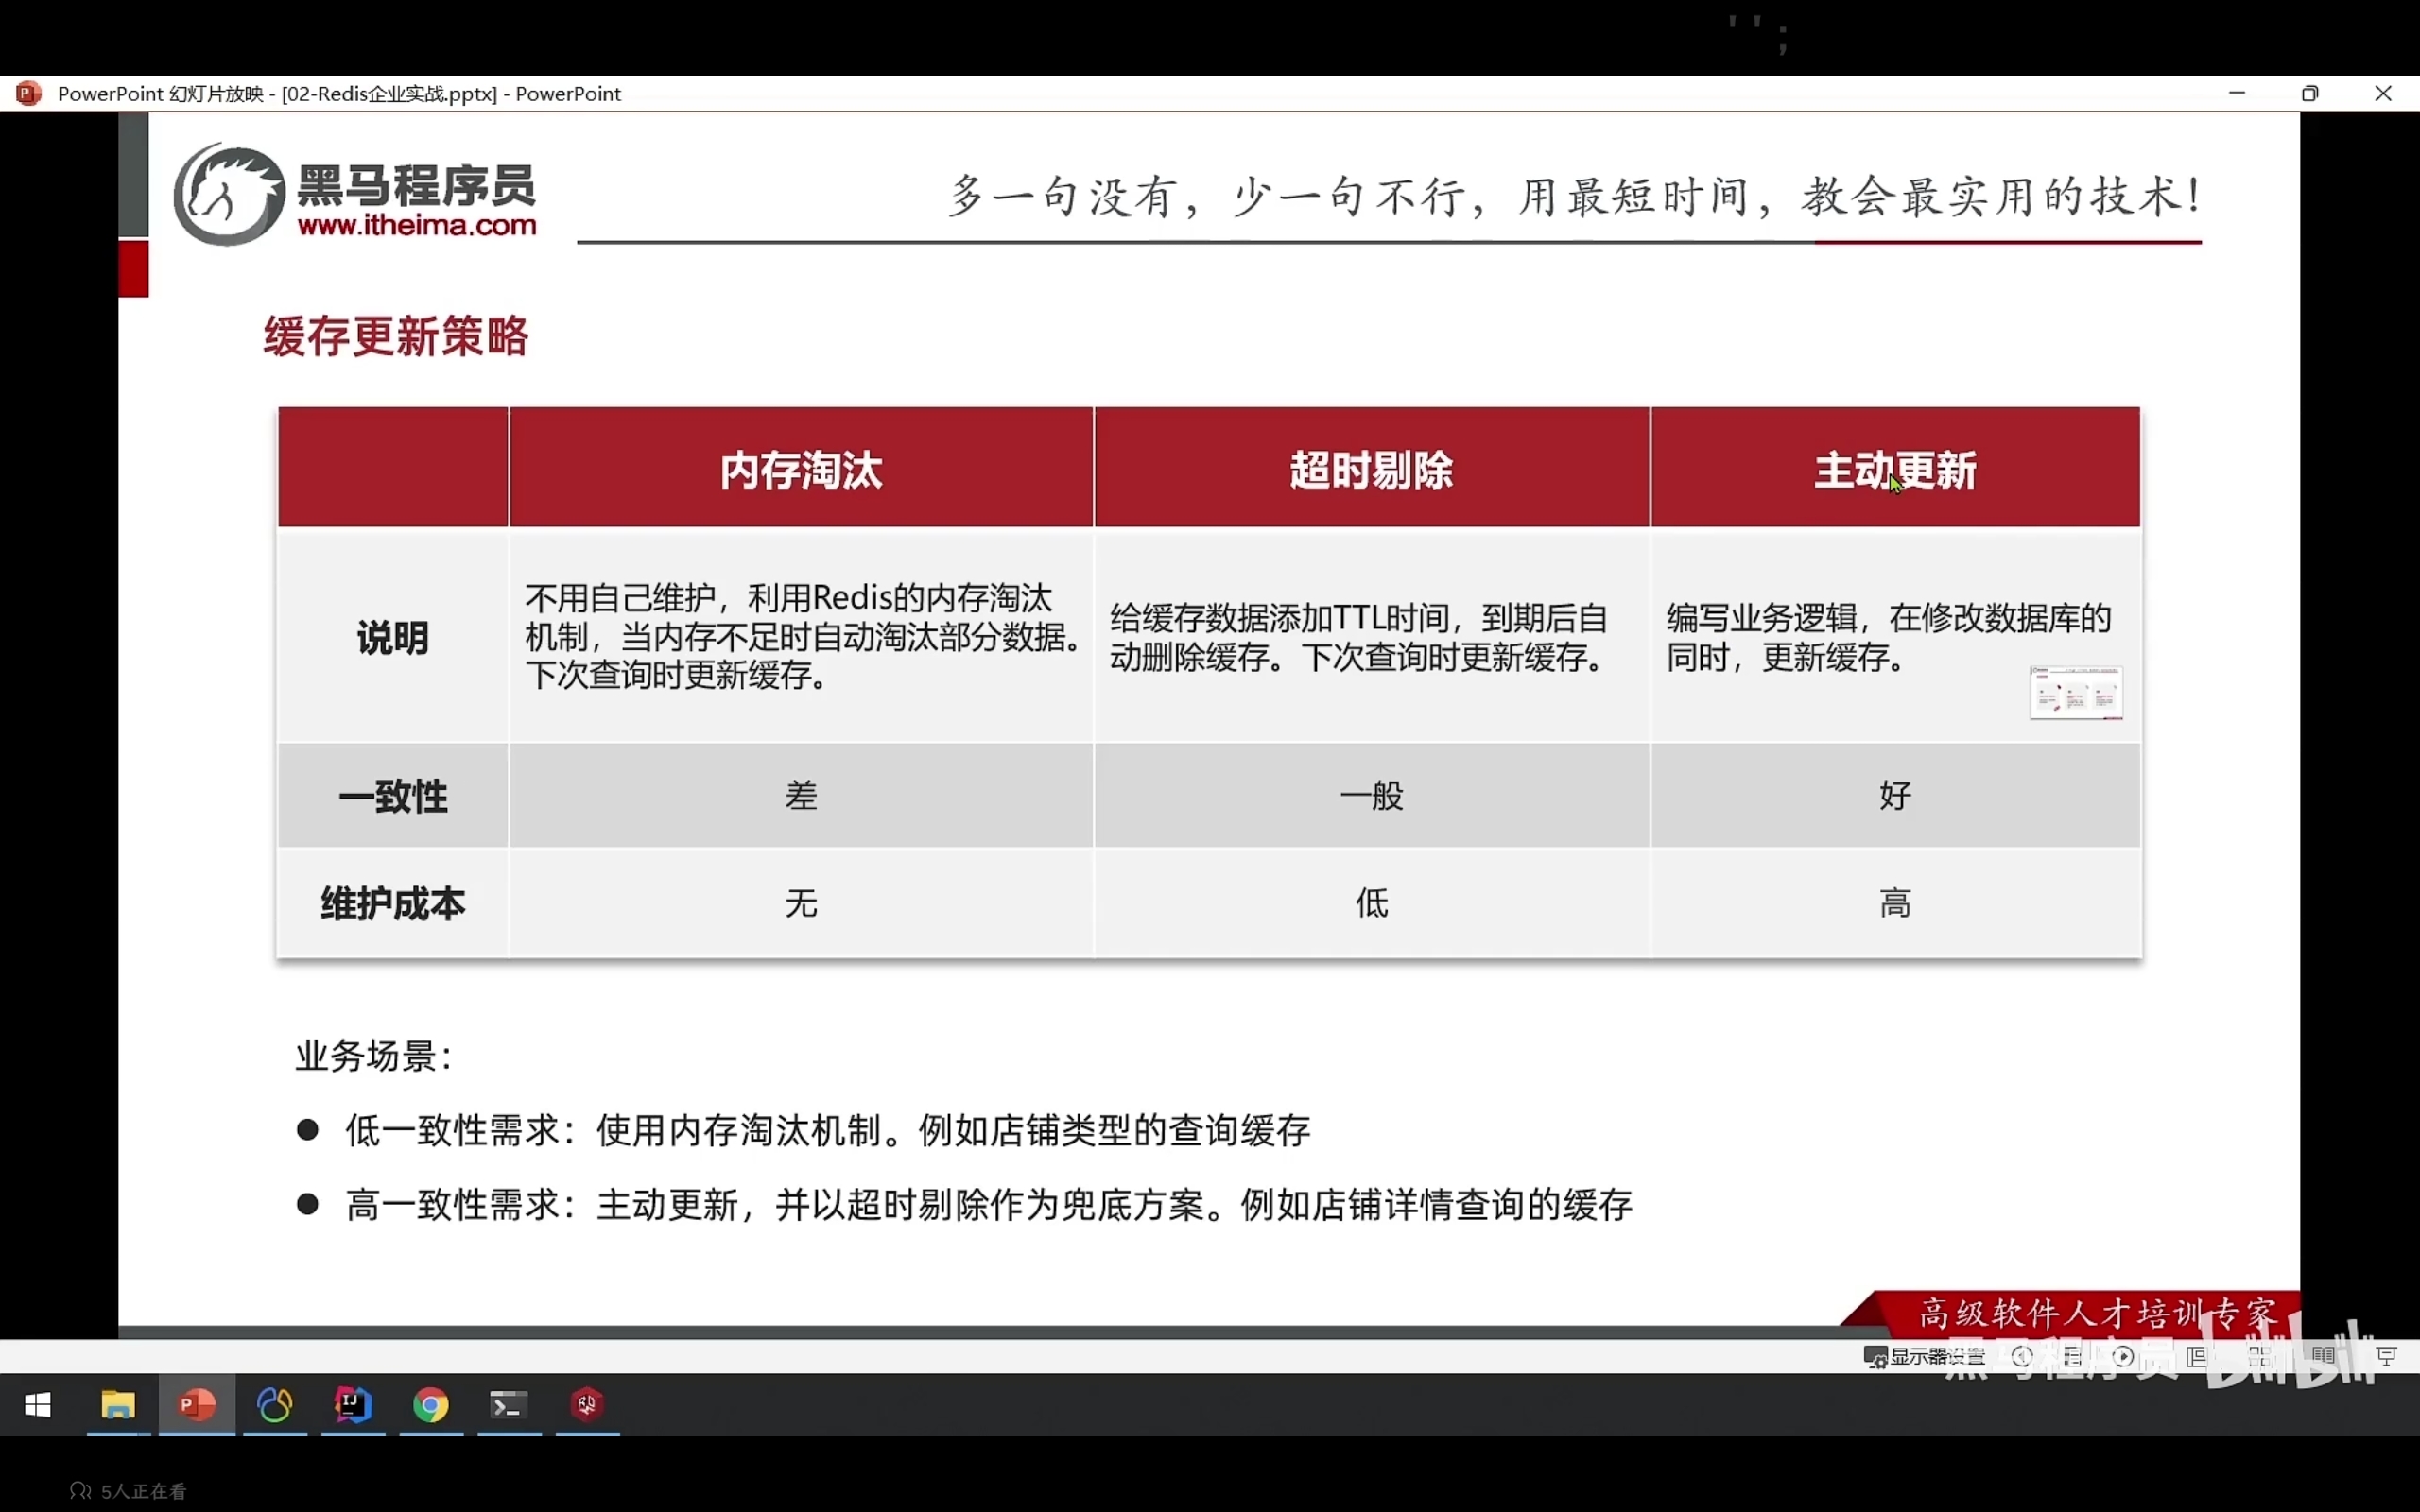 PowerPoint 幻灯片放映 - [02-Redis企业实战.pptx] - PowerPoint
黑马程序员
www.itheima.com
多一句没有，少一句不行，用最短时间，教会最实用的技术！
缓存更新策略
内存淘汰
超时剔除
主动更新
说明
不用自己维护，利用Redis的内存淘汰
机制，当内存不足时自动淘汰部分数据。
下次查询时更新缓存。
给缓存数据添加TTL时间，到期后自
动删除缓存。下次查询时更新缓存。
编写业务逻辑，在修改数据库的
同时，更新缓存。
一致性
差
一般
好
维护成本
无
低
高
业务场景：
● 低一致性需求：使用内存淘汰机制。例如店铺类型的查询缓存
● 高一致性需求：主动更新，并以超时剔除作为兜底方案。例如店铺详情查询的缓存
高级软件人才培训专家
显示器设置
黑马程序员 bilibili
5人正在看